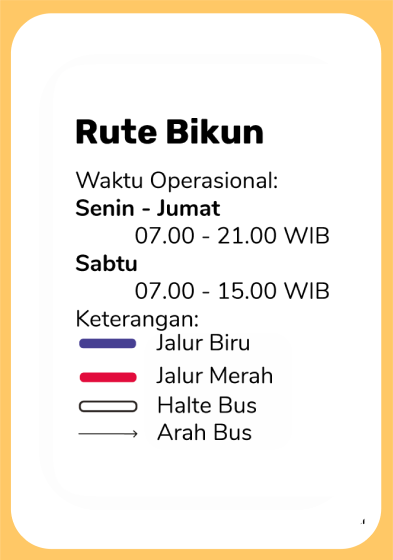 Rute Bikun
Waktu Operasional:
Senin - Jumat
07.00 - 21.00 WIB
Sabtu
07.00 - 15.00 WIB
Keterangan:
Jalur Biru
Jalur Merah
Halte Bus
Arah Bus